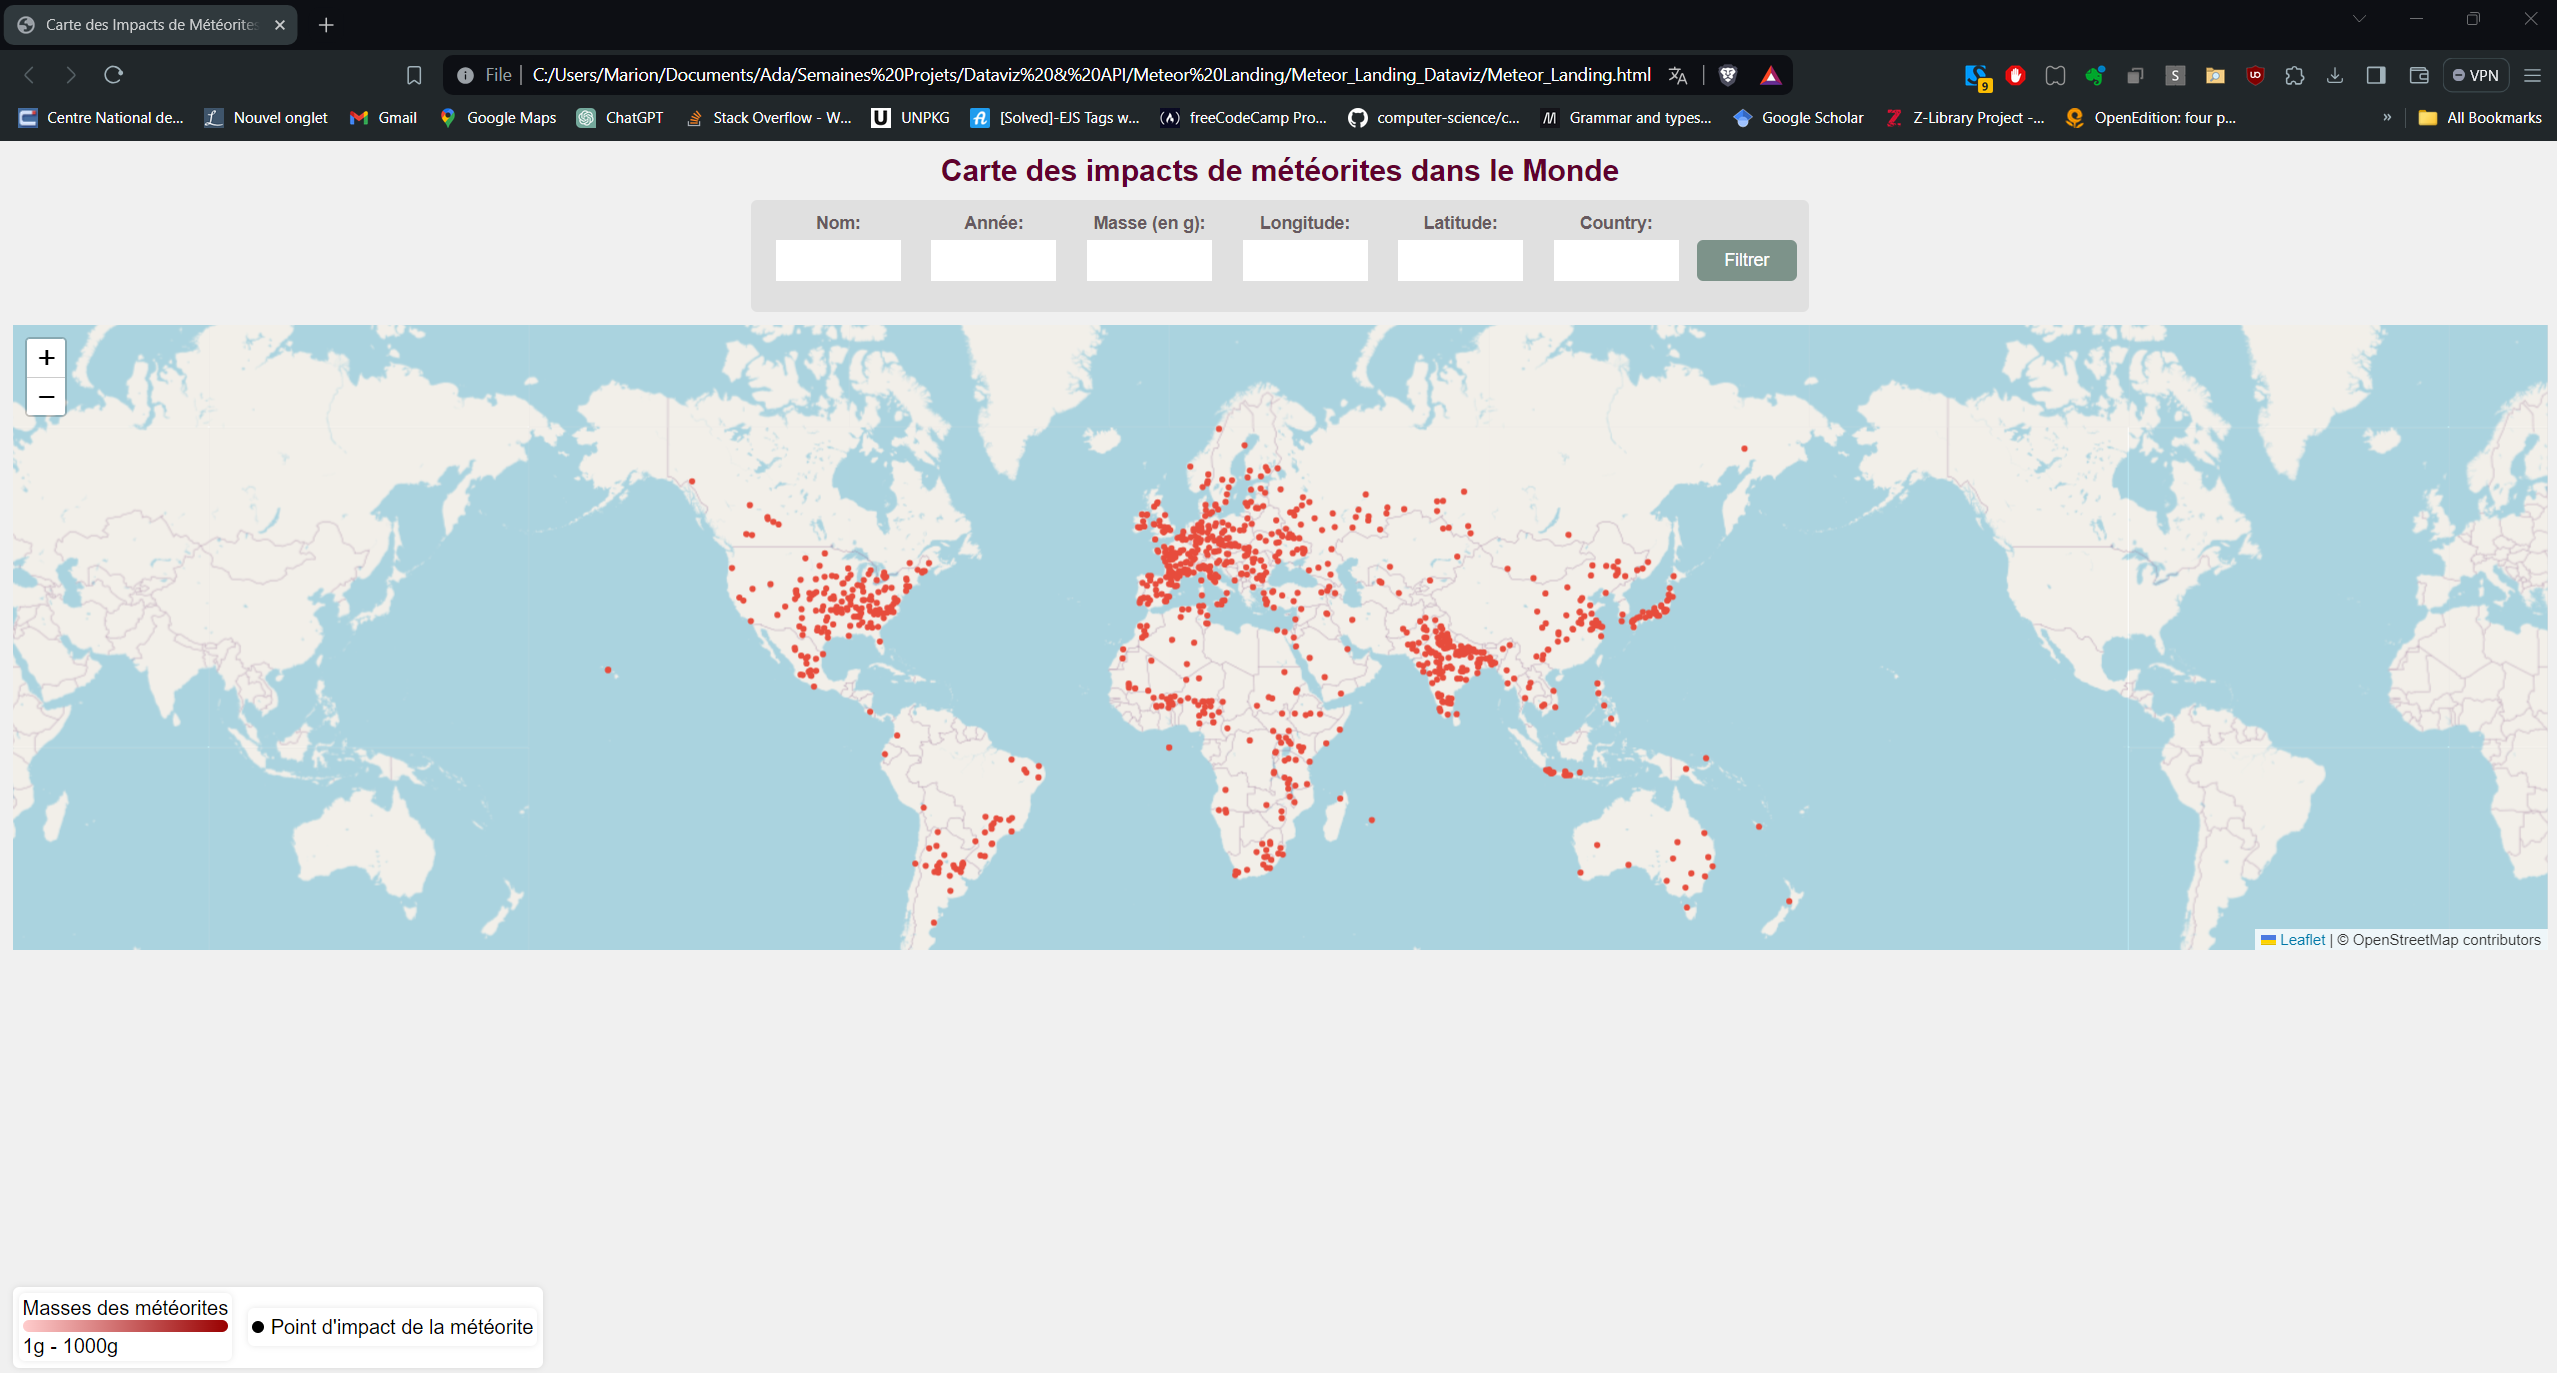 Carte des Impacts de Météorites
File C:/Users/Marion/Documents/Ada/Semaines%20Projets/Dataviz%20&%20API/Meteor%20Landing/Meteor_Landing_Dataviz/Meteor_Landing.html
9 S UO VPN
Centre National de... Nouvel onglet Gmail Google Maps ChatGPT Stack Overflow - W... UNPKG [Solved]-EJS Tags w... freeCodeCamp Pro... computer-science/c... Grammar and types... Google Scholar Z-Library Project -... OpenEdition: four p... » All Bookmarks
Carte des impacts de météorites dans le Monde
Nom: Année: Masse (en g): Longitude: Latitude: Country:
Filtrer
+
−
Leaflet | © OpenStreetMap contributors
Masses des météorites
1g - 1000g
Point d'impact de la météorite